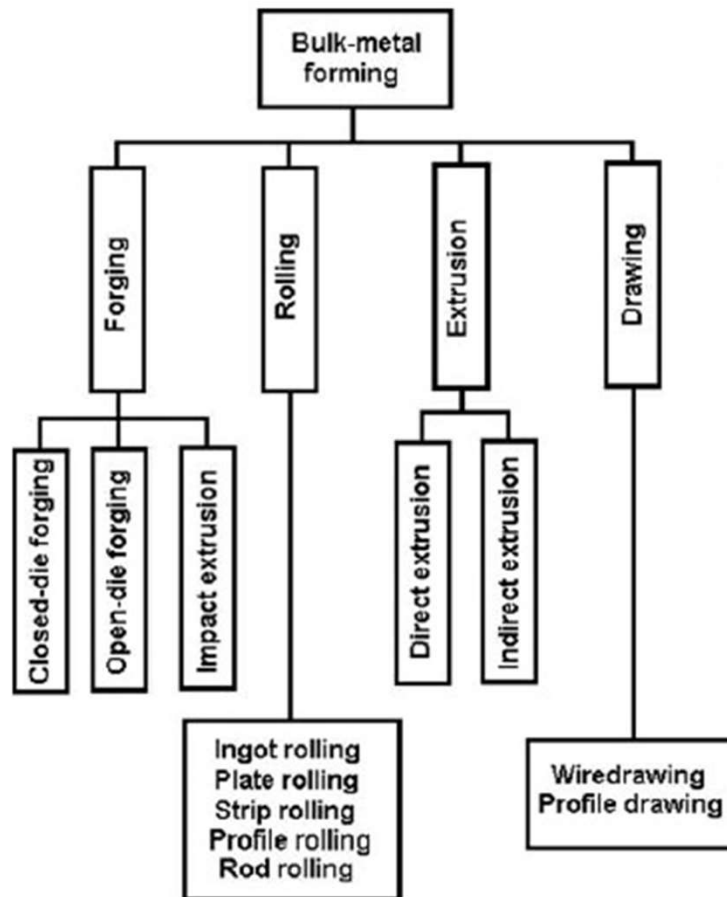 Bulk-metal
forming
Forging
Rolling
Extrusion
Drawing
Closed-die forging
Open-die forging
Impact extrusion
Direct extrusion
Indirect extrusion
Ingot rolling
Plate rolling
Strip rolling
Profile rolling
Rod rolling
Wiredrawing
Profile drawing